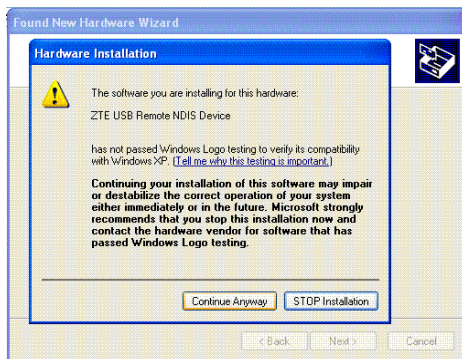 Found New Hardware Wizard
Hardware Installation
The software you are installing for this hardware:
ZTE USB Remote NDIS Device
has not passed Windows Logo testing to verify its compatibility
with Windows XP. (Tell me why this testing is important.)
Continuing your installation of this software may impair
or destabilize the correct operation of your system
either immediately or in the future. Microsoft strongly
recommends that you stop this installation now and
contact the hardware vendor for software that has
passed Windows Logo testing.
Continue Anyway STOP Installation
< Back Next > Cancel